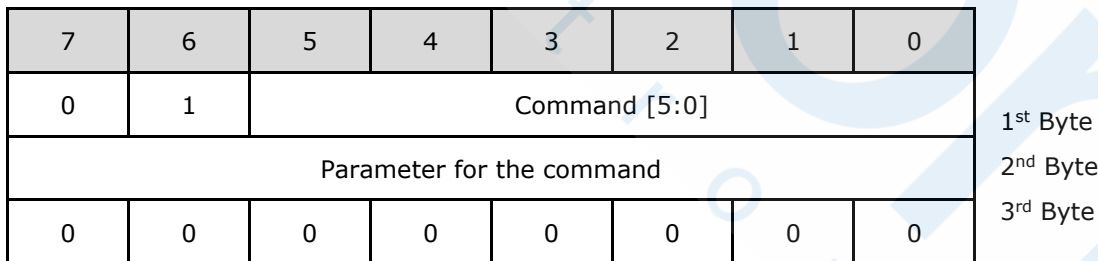 7 6 5 4 3 2 1 0
0 1 Command [5:0]
1st Byte
Parameter for the command
2nd Byte
0 0 0 0 0 0 0 0
3rd Byte